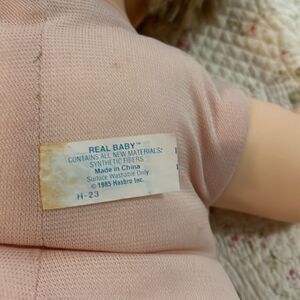 REAL BABY™
CONTAINS ALL NEW MATERIALS:
SYNTHETIC FIBERS
Made in China
Surface Washable Only
© 1985 Hasbro Inc.
H-23